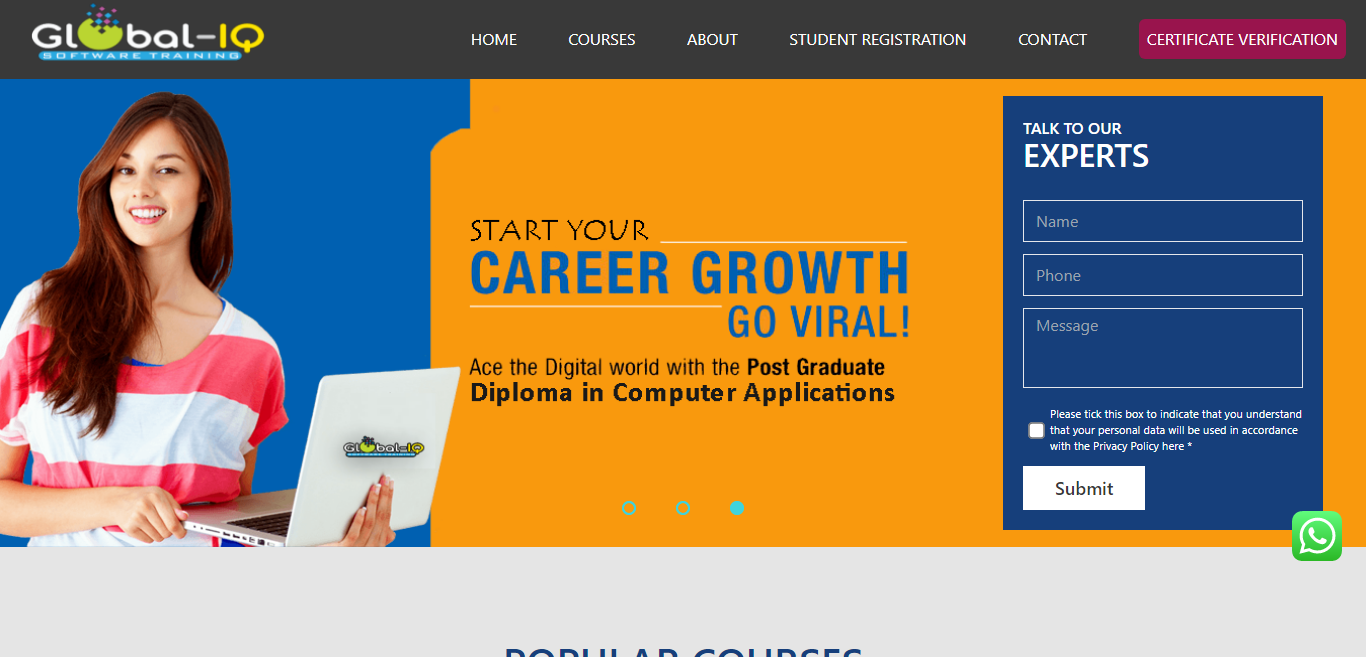 Global-IQ
SOFTWARE TRAINING
HOME
COURSES
ABOUT
STUDENT REGISTRATION
CONTACT
CERTIFICATE VERIFICATION
START YOUR
CAREER GROWTH
GO VIRAL!
Ace the Digital world with the Post Graduate
Diploma in Computer Applications
Global-IQ
TALK TO OUR
EXPERTS
Name
Phone
Message
Please tick this box to indicate that you understand
that your personal data will be used in accordance
with the Privacy Policy here *
Submit
POPULAR COURSES